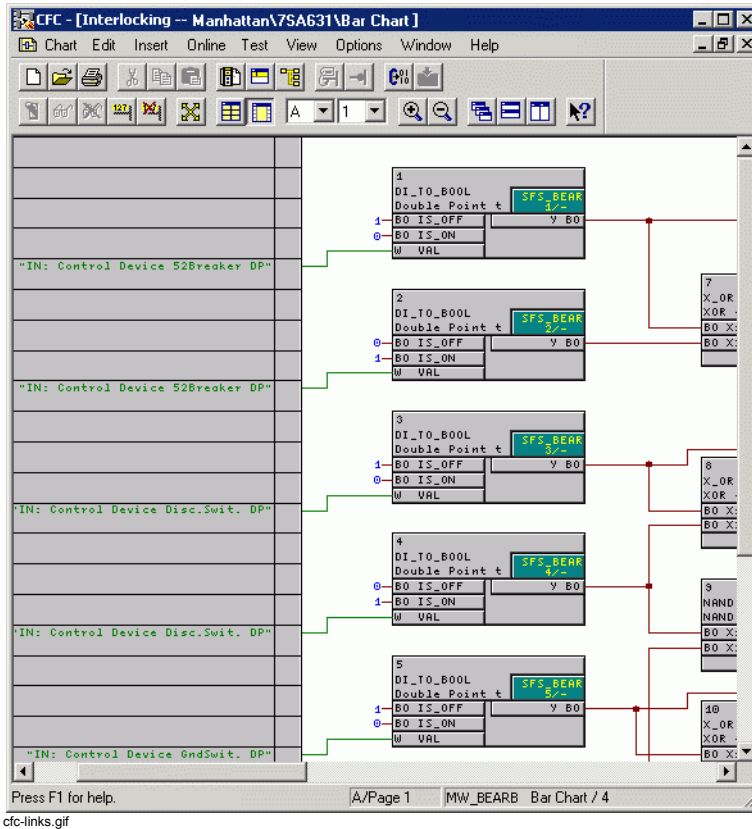 CFC - [Interlocking -- Manhattan\7SA631\Bar Chart]
Chart Edit Insert Online Test View Options Window Help
A 1
1
DI_TO_BOOL
Double Point t
SFS_BEAR
1/-
1 BO IS_OFF Y BO
0 BO IS_ON
W VAL
"IN: Control Device 52Breaker DP"
7
X_OR
XOR -
BO X
BO X
2
DI_TO_BOOL
Double Point t
SFS_BEAR
2/-
0 BO IS_OFF Y BO
1 BO IS_ON
W VAL
"IN: Control Device 52Breaker DP"
3
DI_TO_BOOL
Double Point t
SFS_BEAR
3/-
1 BO IS_OFF Y BO
0 BO IS_ON
W VAL
"IN: Control Device Disc.Swit. DP"
8
X_OR
XOR -
BO X
BO X
4
DI_TO_BOOL
Double Point t
SFS_BEAR
4/-
0 BO IS_OFF Y BO
1 BO IS_ON
W VAL
"IN: Control Device Disc.Swit. DP"
9
NAND
NAND
BO X
BO X
5
DI_TO_BOOL
Double Point t
SFS_BEAR
5/-
1 BO IS_OFF Y BO
0 BO IS_ON
W VAL
"IN: Control Device GndSwit. DP"
10
X_OR
XOR -
BO X
Press F1 for help. A/Page 1 MW_BEARB Bar Chart / 4
cfc-links.gif